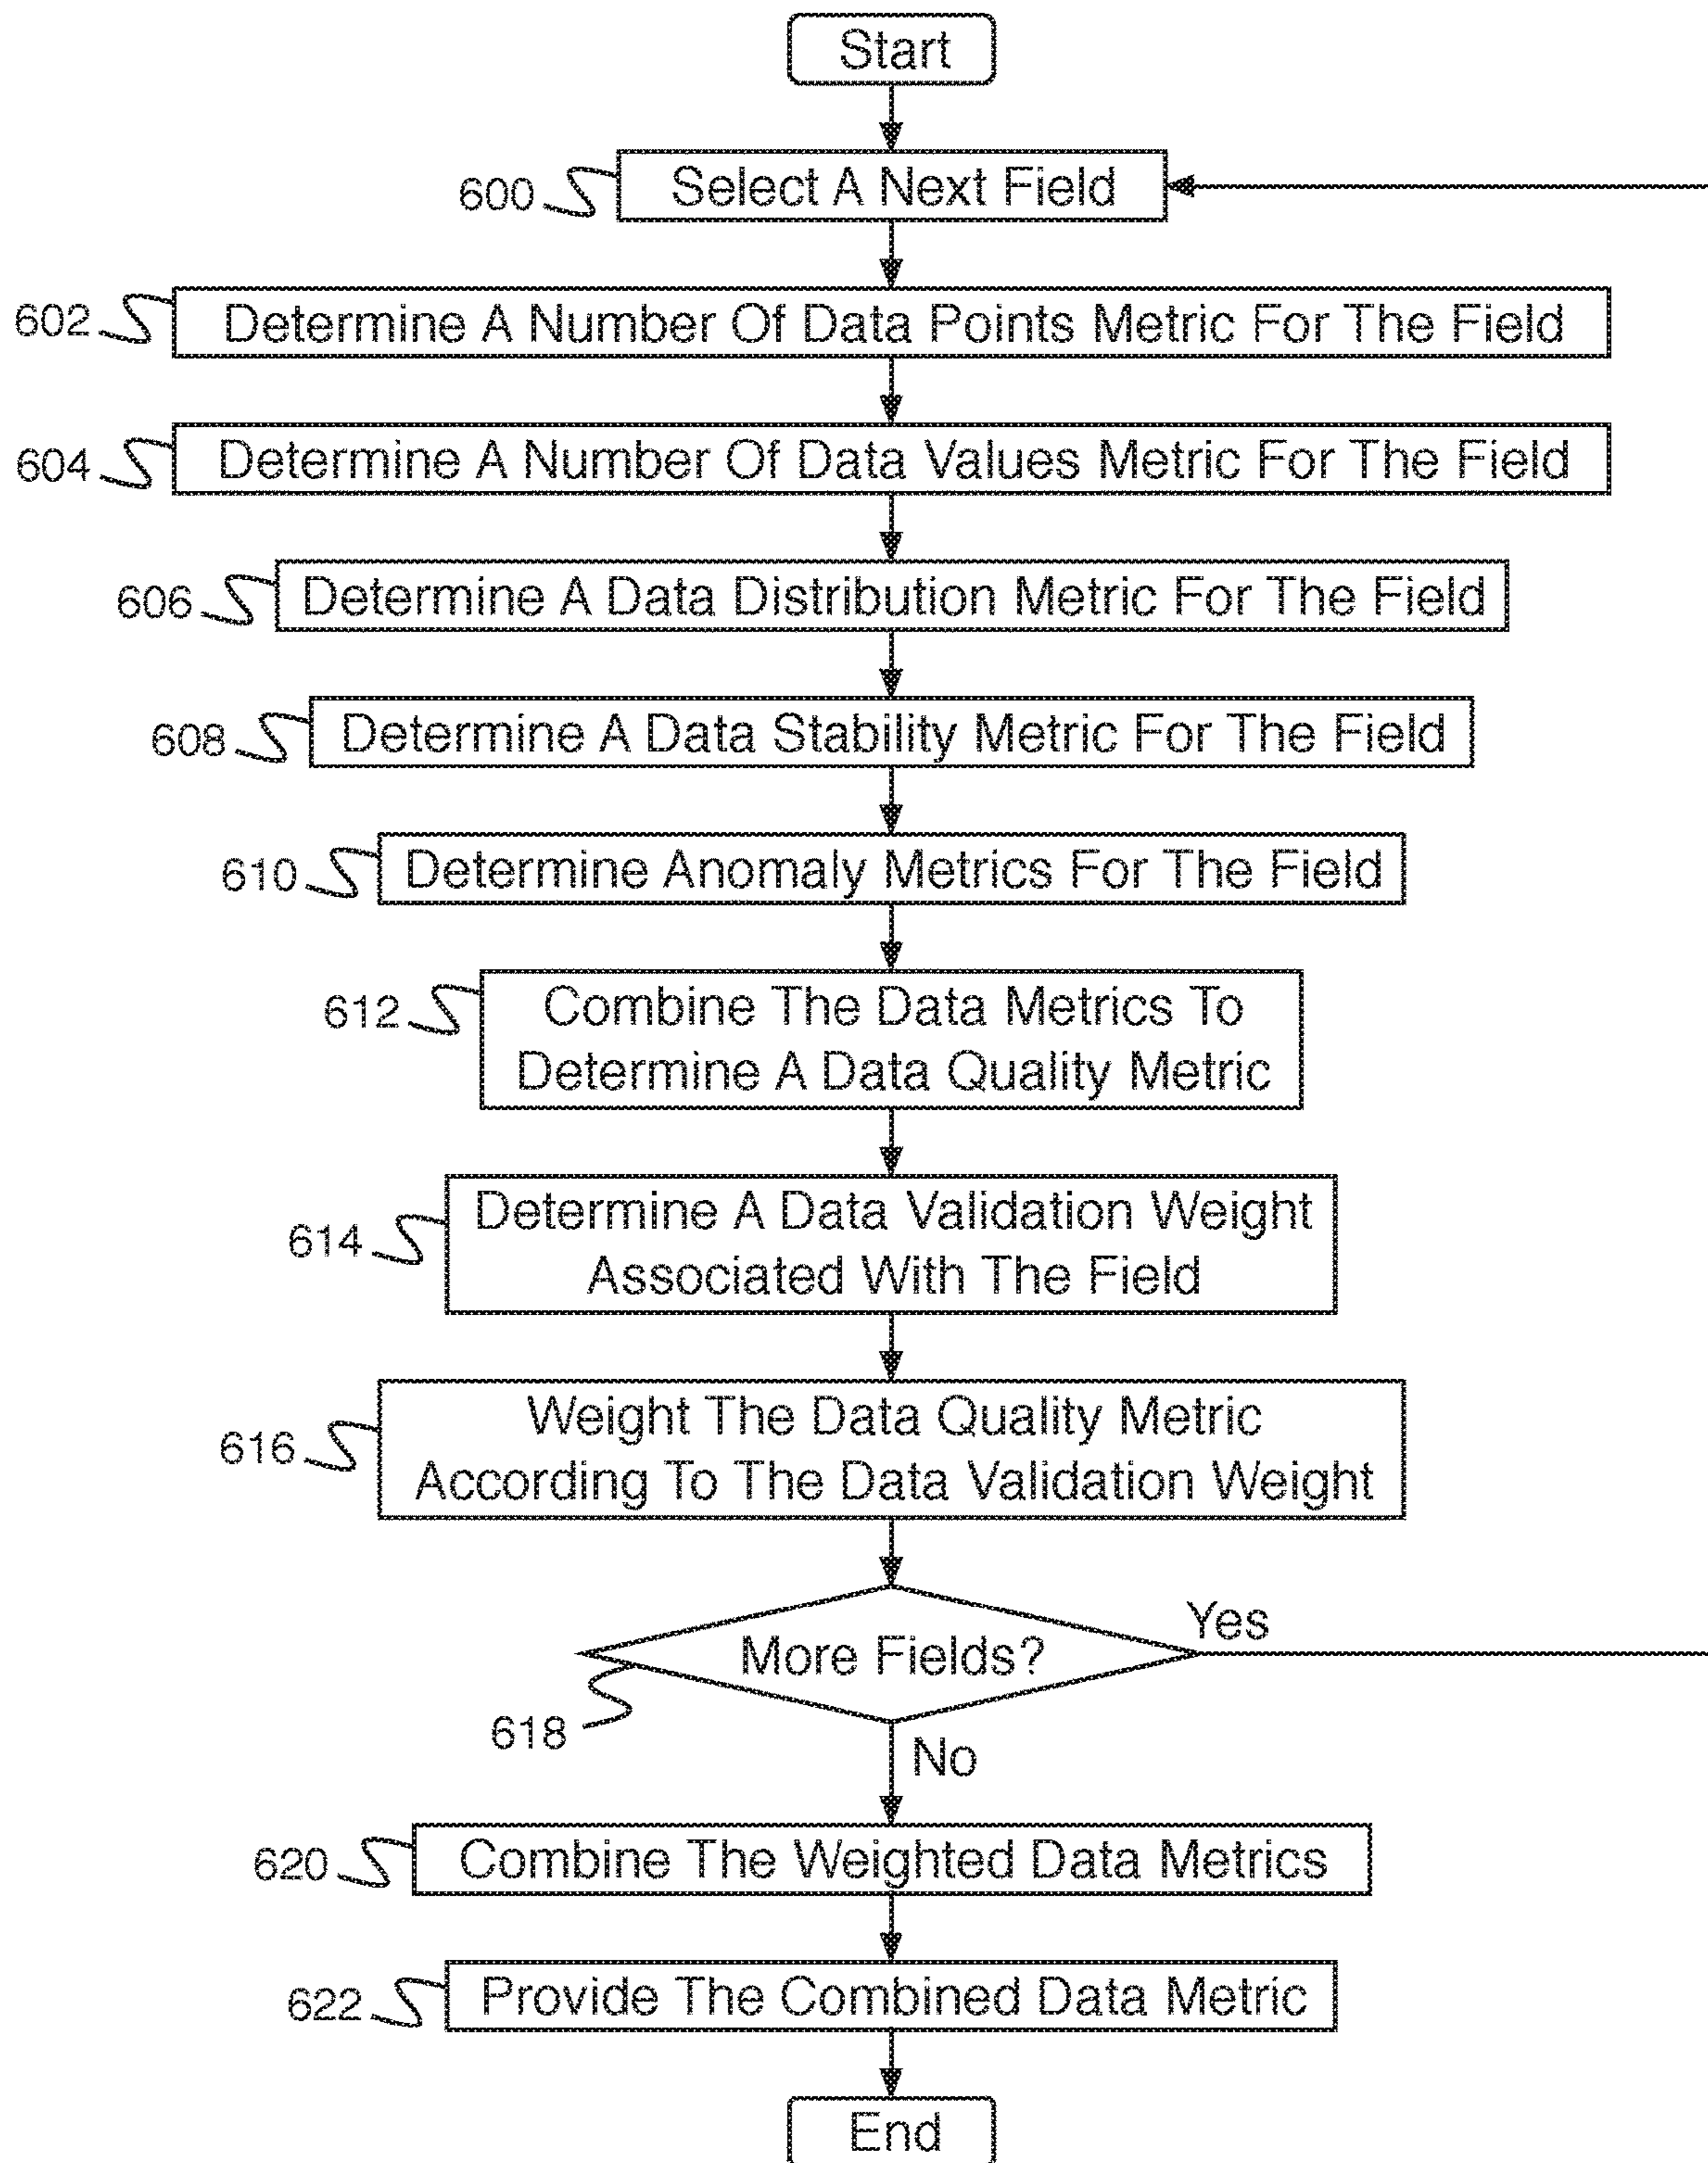 Start
600
Select A Next Field
602
Determine A Number Of Data Points Metric For The Field
604
Determine A Number Of Data Values Metric For The Field
606
Determine A Data Distribution Metric For The Field
608
Determine A Data Stability Metric For The Field
610
Determine Anomaly Metrics For The Field
612
Combine The Data Metrics To
Determine A Data Quality Metric
614
Determine A Data Validation Weight
Associated With The Field
616
Weight The Data Quality Metric
According To The Data Validation Weight
More Fields?
Yes
618
No
620
Combine The Weighted Data Metrics
622
Provide The Combined Data Metric
End